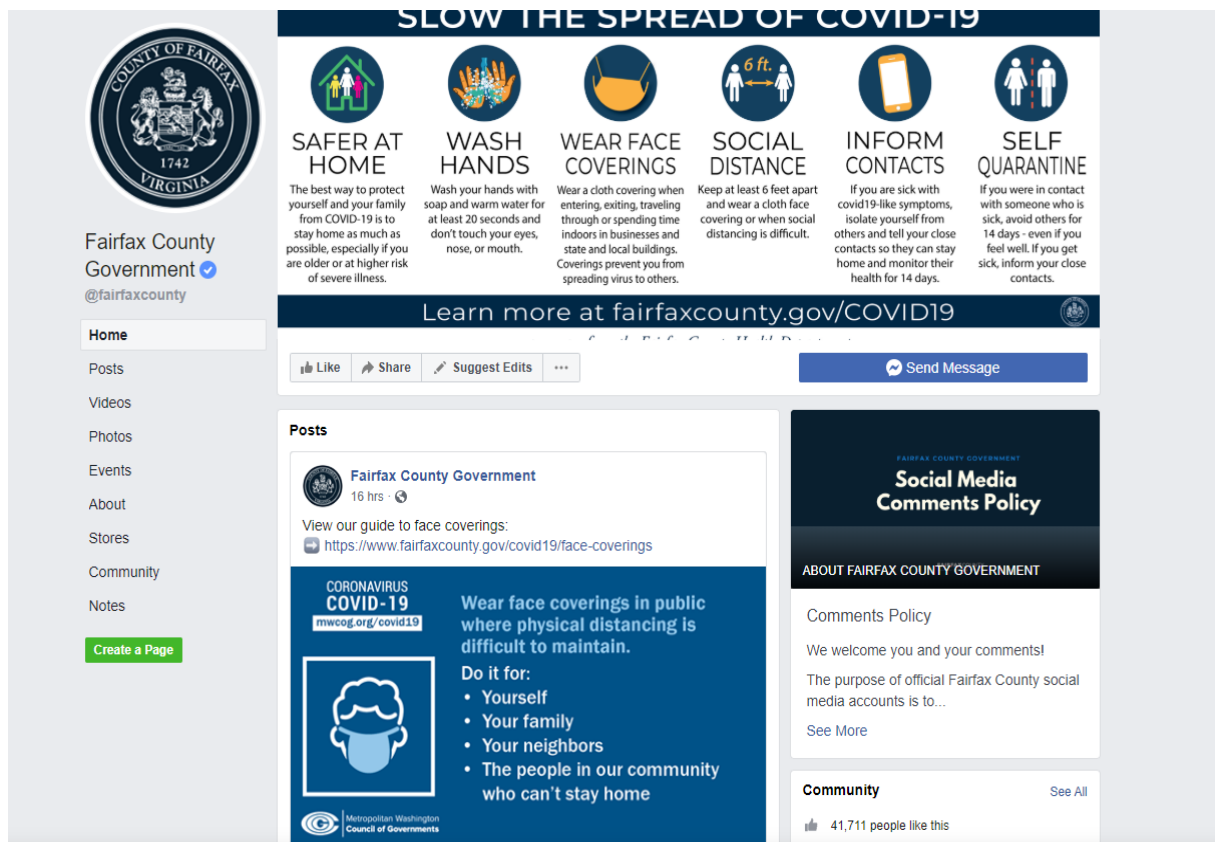 SLOW THE SPREAD OF COVID-19
COUNTY OF FAIRFAX
1742
VIRGINIA
6 ft.
SAFER AT
HOME
The best way to protect
yourself and your family
from COVID-19 is to
stay home as much as
possible, especially if you
are older or at higher risk
of severe illness.
WASH
HANDS
Wash your hands with
soap and warm water for
at least 20 seconds and
don't touch your eyes,
nose, or mouth.
WEAR FACE
COVERINGS
Wear a cloth covering when
entering, exiting, traveling
through or spending time
indoors in businesses and
state and local buildings.
Coverings prevent you from
spreading virus to others.
SOCIAL
DISTANCE
Keep at least 6 feet apart
and wear a cloth face
covering or when social
distancing is difficult.
INFORM
CONTACTS
If you are sick with
covid19-like symptoms,
isolate yourself from
others and tell your close
contacts so they can stay
home and monitor their
health for 14 days.
SELF
QUARANTINE
If you were in contact
with someone who is
sick, avoid others for
14 days - even if you
feel well. If you get
sick, inform your close
contacts.
Learn more at fairfaxcounty.gov/COVID19
Fairfax County
Government
@fairfaxcounty
Home
Posts
Videos
Photos
Events
About
Stores
Community
Notes
Create a Page
Like
Share
Suggest Edits
Send Message
Posts
Fairfax County Government
16 hrs ·
View our guide to face coverings:
https://www.fairfaxcounty.gov/covid19/face-coverings
CORONAVIRUS
COVID-19
mwcog.org/covid19
Wear face coverings in public
where physical distancing is
difficult to maintain.
Do it for:
• Yourself
• Your family
• Your neighbors
• The people in our community
who can't stay home
Metropolitan Washington
Council of Governments
FAIRFAX COUNTY GOVERNMENT
Social Media
Comments Policy
ABOUT FAIRFAX COUNTY GOVERNMENT
Comments Policy
We welcome you and your comments!
The purpose of official Fairfax County social
media accounts is to...
See More
Community
See All
41,711 people like this